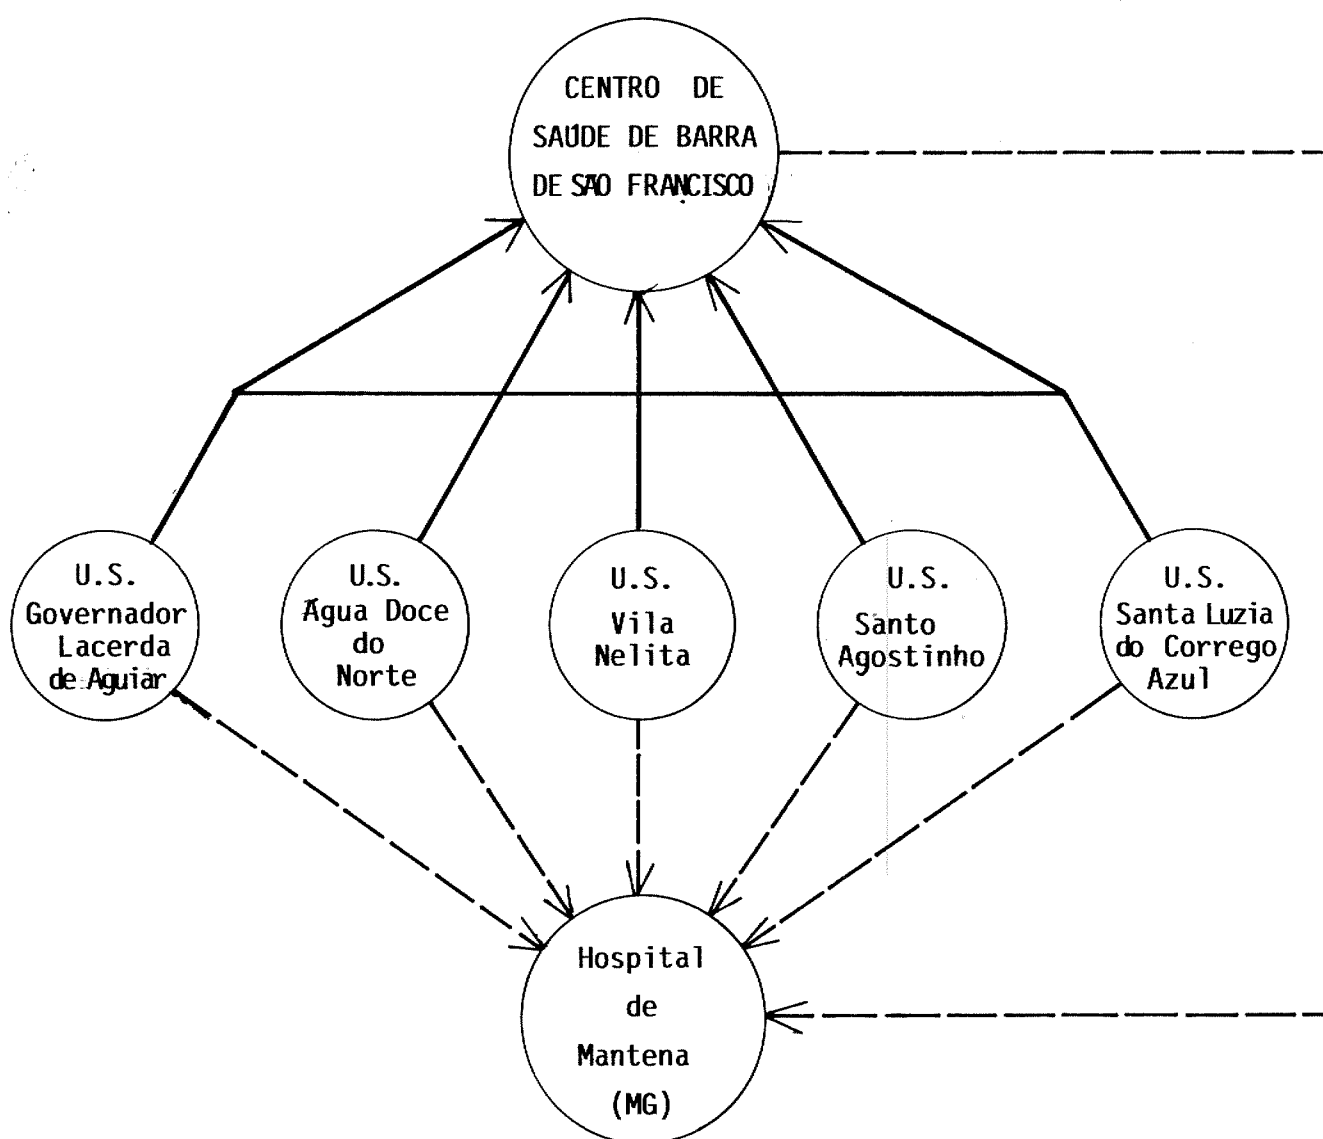 CENTRO DE
SAÚDE DE BARRA
DE SÃO FRANCISCO
U.S.
Governador
Lacerda
de Aguiar
U.S.
Água Doce
do
Norte
U.S.
Vila
Nelita
U.S.
Santo
Agostinho
U.S.
Santa Luzia
do Corrego
Azul
Hospital
de
Mantena
(MG)